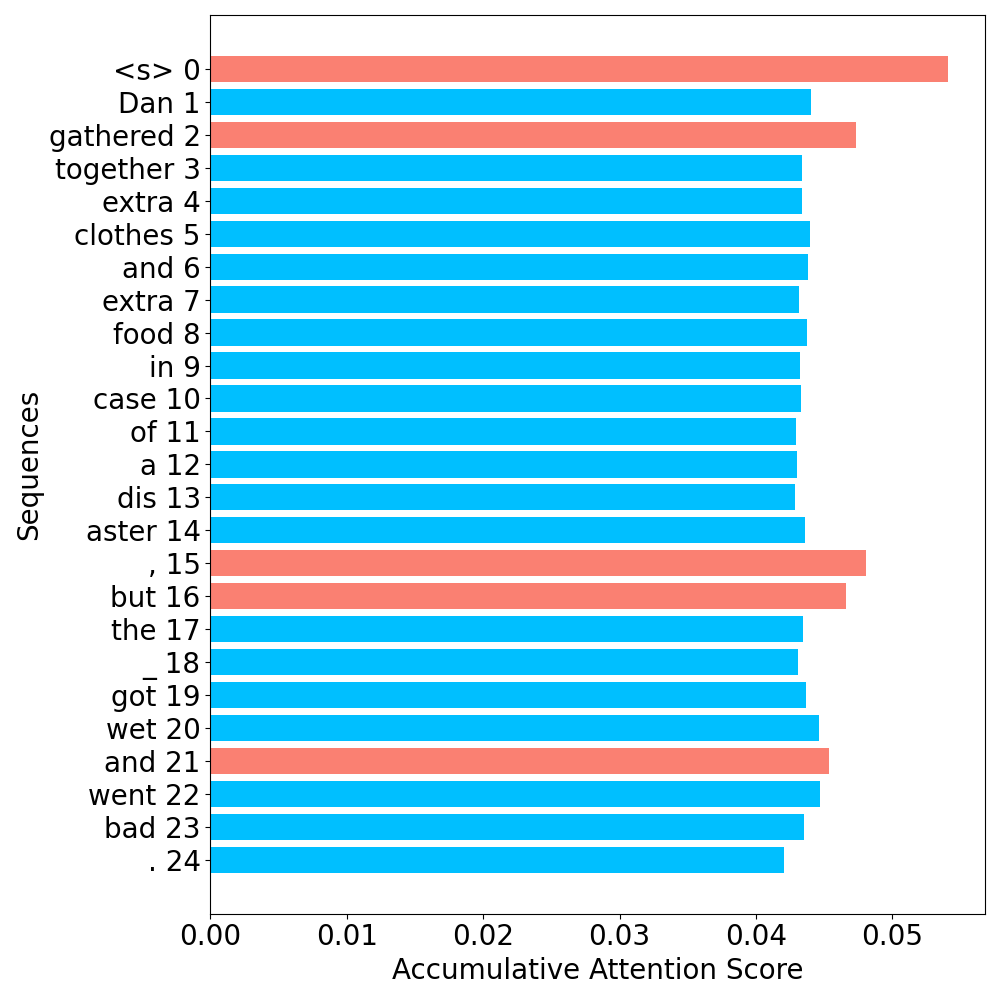 <s> 0
Dan 1
gathered 2
together 3
extra 4
clothes 5
and 6
extra 7
food 8
in 9
case 10
of 11
a 12
dis 13
aster 14
, 15
but 16
the 17
_ 18
got 19
wet 20
and 21
went 22
bad 23
. 24
Sequences
0.00 0.01 0.02 0.03 0.04 0.05
Accumulative Attention Score